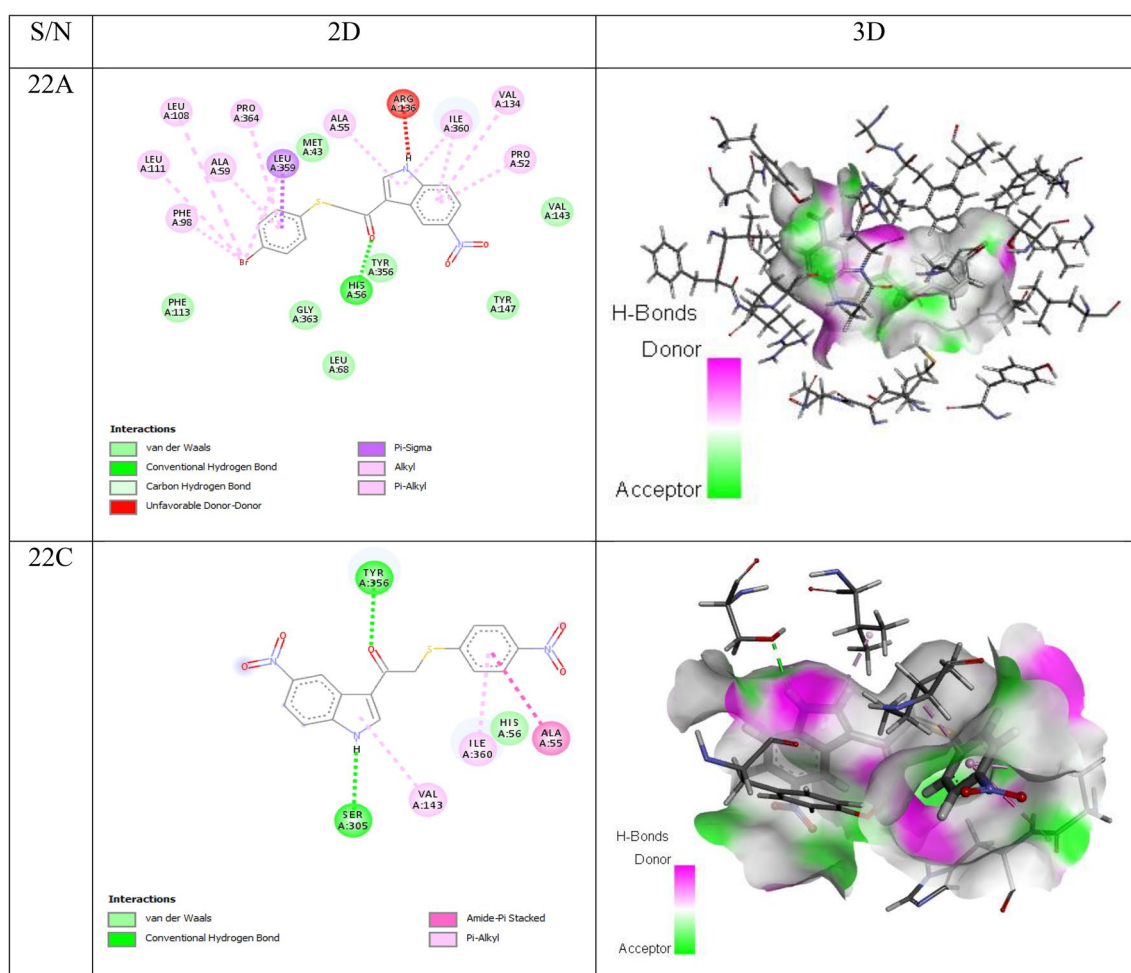 S/N 2D 3D
22A
LEU
A:108
PRO
A:364
ALA
A:55
ARG
A:136
ILE
A:360
VAL
A:134
LEU
A:111
ALA
A:59
LEU
A:359
MET
A:43
PRO
A:52
PHE
A:98
VAL
A:143
H
N
S
O
Br
N
O
O
TYR
A:356
HIS
A:56
PHE
A:113
GLY
A:363
TYR
A:147
LEU
A:68
Interactions
van der Waals
Conventional Hydrogen Bond
Carbon Hydrogen Bond
Unfavorable Donor-Donor
Pi-Sigma
Alkyl
Pi-Alkyl
H-Bonds
Donor
Acceptor
22C
TYR
A:356
O
N
O
O
S
N
O
O
N
H
HIS
A:56
ALA
A:55
ILE
A:360
VAL
A:143
SER
A:305
Interactions
van der Waals
Conventional Hydrogen Bond
Amide-Pi Stacked
Pi-Alkyl
H-Bonds
Donor
Acceptor